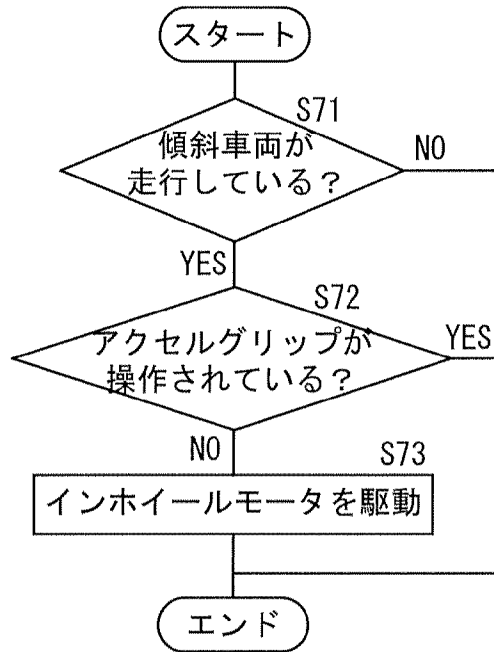 スタート
S71
傾斜車両が
走行している？
NO
YES
S72
アクセルグリップが
操作されている？
YES
NO
S73
インホイールモータを駆動
エンド